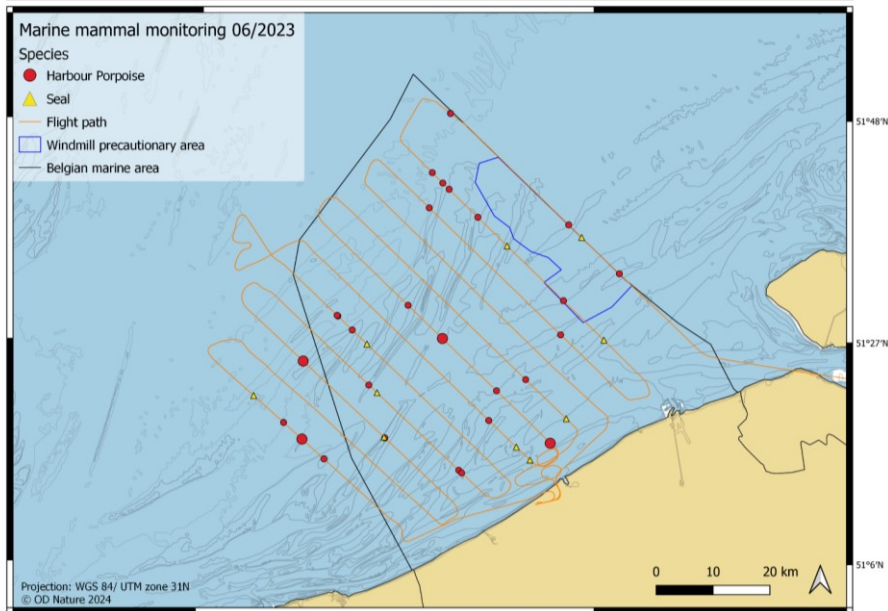 Marine mammal monitoring 06/2023
Species
Harbour Porpoise
Seal
Flight path
Windmill precautionary area
Belgian marine area
51°48'N
51°27'N
51°6'N
0 10 20 km
Projection: WGS 84/ UTM zone 31N
© OD Nature 2024